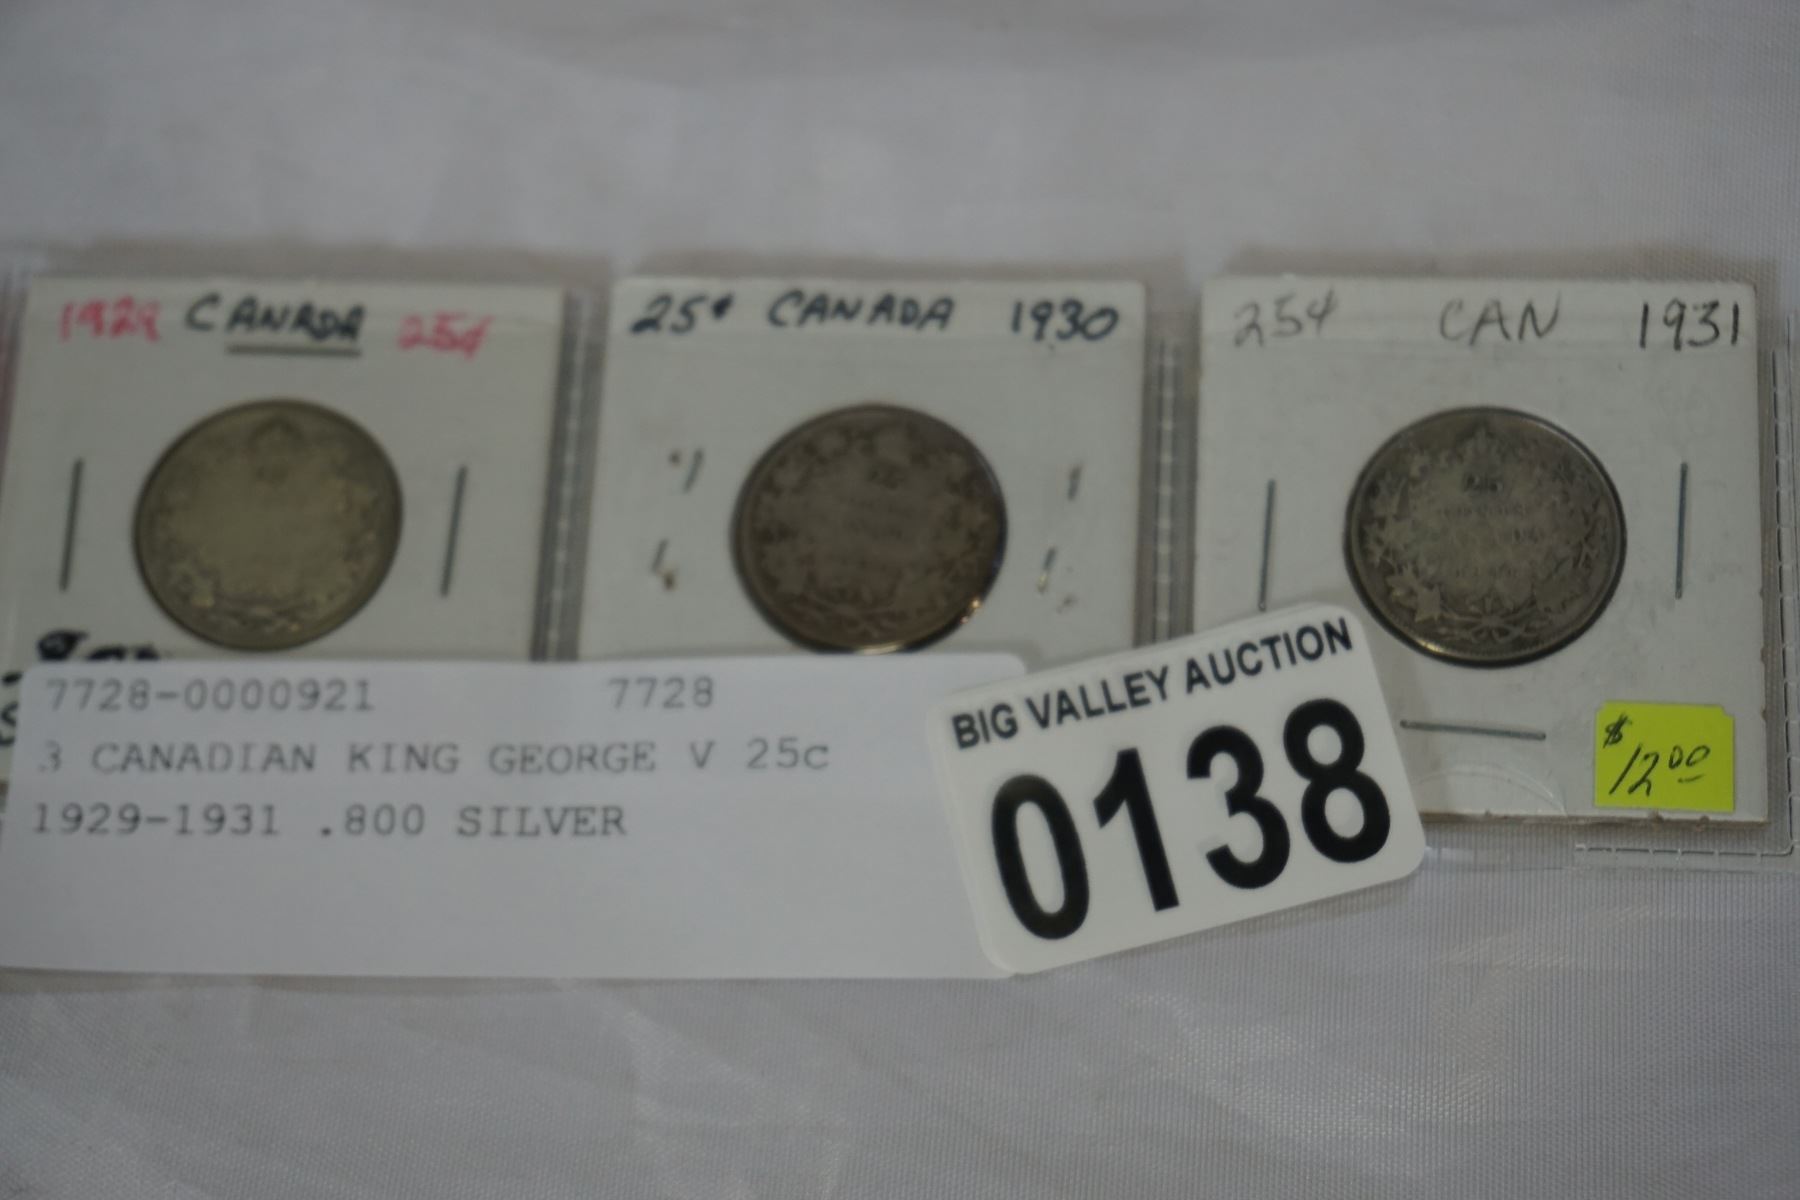 1929 CANADA 25¢
25¢ CANADA 1930
25¢ CAN 1931
7728-0000921 7728
3 CANADIAN KING GEORGE V 25c
1929-1931 .800 SILVER
BIG VALLEY AUCTION
0138
$12.00